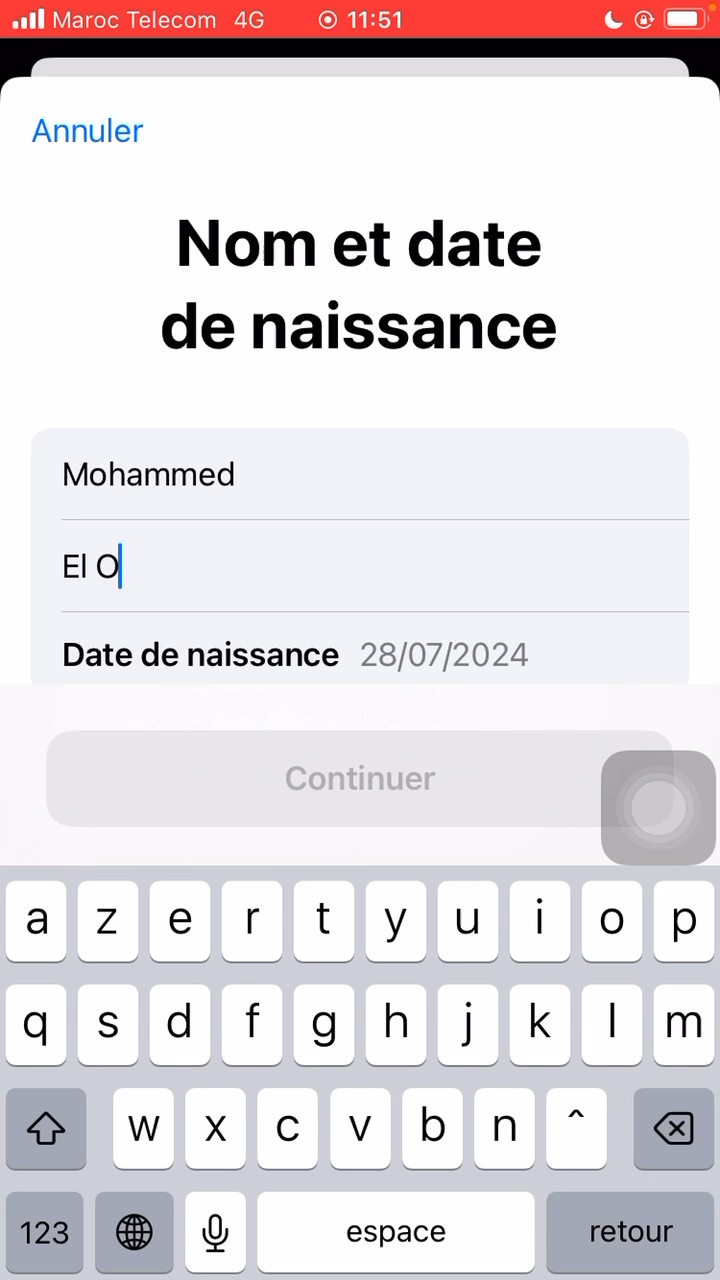 Maroc Telecom 4G 11:51
Annuler
Nom et date
de naissance
Mohammed
El O
Date de naissance 28/07/2024
Continuer
a z e r t y u i o p
q s d f g h j k l m
w x c v b n ^
123 espace retour